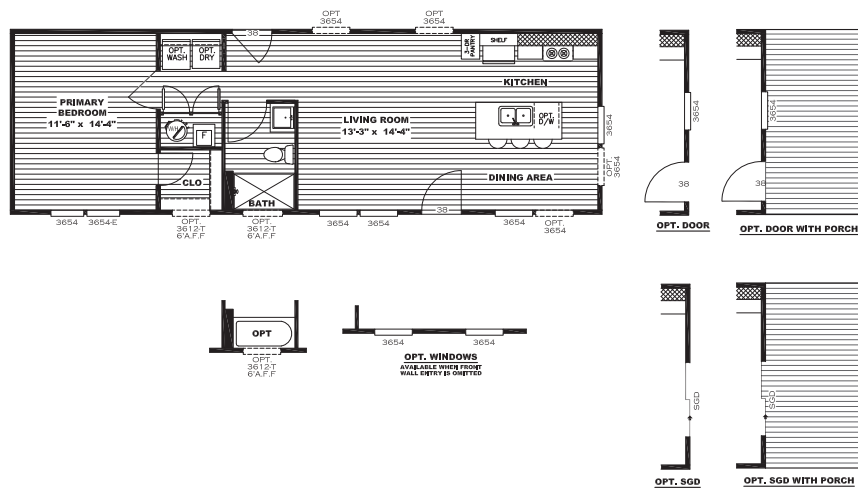 OPT
3654
OPT.
3654
38
OPT.
WASH
OPT.
DRY
3-DR
PANTRY
SHELF
KITCHEN
PRIMARY
BEDROOM
11'-6" x 14'-4"
LIVING ROOM
13'-3" x 14'-4"
W/H
F
OPT.
D/W
3654
OPT.
3654
CLO
BATH
DINING AREA
38
3654
3654-E
OPT.
3612-T
6'A.F.F
OPT.
3612-T
6'A.F.F
3654
3654
3654
OPT.
3654
3654
38
OPT. DOOR
3654
38
OPT. DOOR WITH PORCH
OPT
OPT.
3612-T
6'A.F.F
3654
3654
OPT. WINDOWS
AVAILABLE WHEN FRONT
WALL ENTRY IS OMITTED
SGD
OPT. SGD
SGD
OPT. SGD WITH PORCH